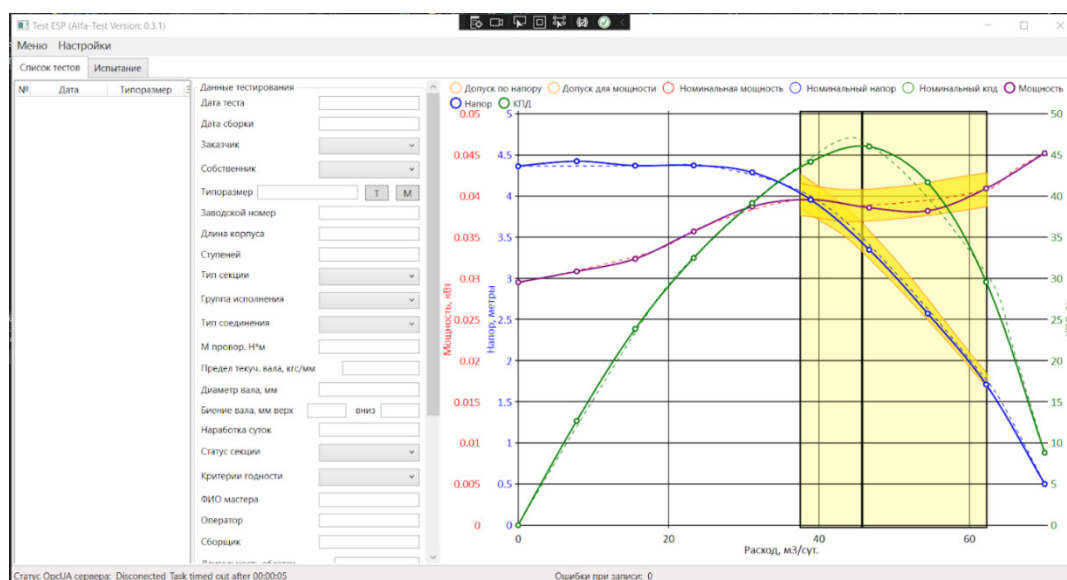 Test ESP (Alfa-Test Version: 0.3.1)
Меню Настройки
Список тестов Испытание
№ Дата Типоразмер
Данные тестирования
Дата теста
Дата сборки
Заказчик
Собственник
Типоразмер Т М
Заводской номер
Длина корпуса
Ступеней
Тип секции
Группа исполнения
Тип соединения
М провор. Н*м
Предел текуч. вала, кгс/мм
Диаметр вала, мм
Биение вала, мм верх вниз
Наработка суток
Статус секции
Критерии годности
ФИО мастера
Оператор
Сборщик
Допуск по напору Допуск для мощности Номинальная мощность Номинальный напор Номинальный кпд Мощность
Напор КПД
0.05 5 50
0.045 4.5 45
0.04 4 40
0.035 3.5 35
0.03 3 30
0.025 2.5 25
0.02 2 20
0.015 1.5 15
0.01 1 10
0.005 0.5 5
0 0 0
Мощность, кВт
Напор, метры
0 20 40 60
Расход, м3/сут.
Статус OpcUA сервера: Disconected Task timed out after 00:00:05 Ошибки при записи: 0